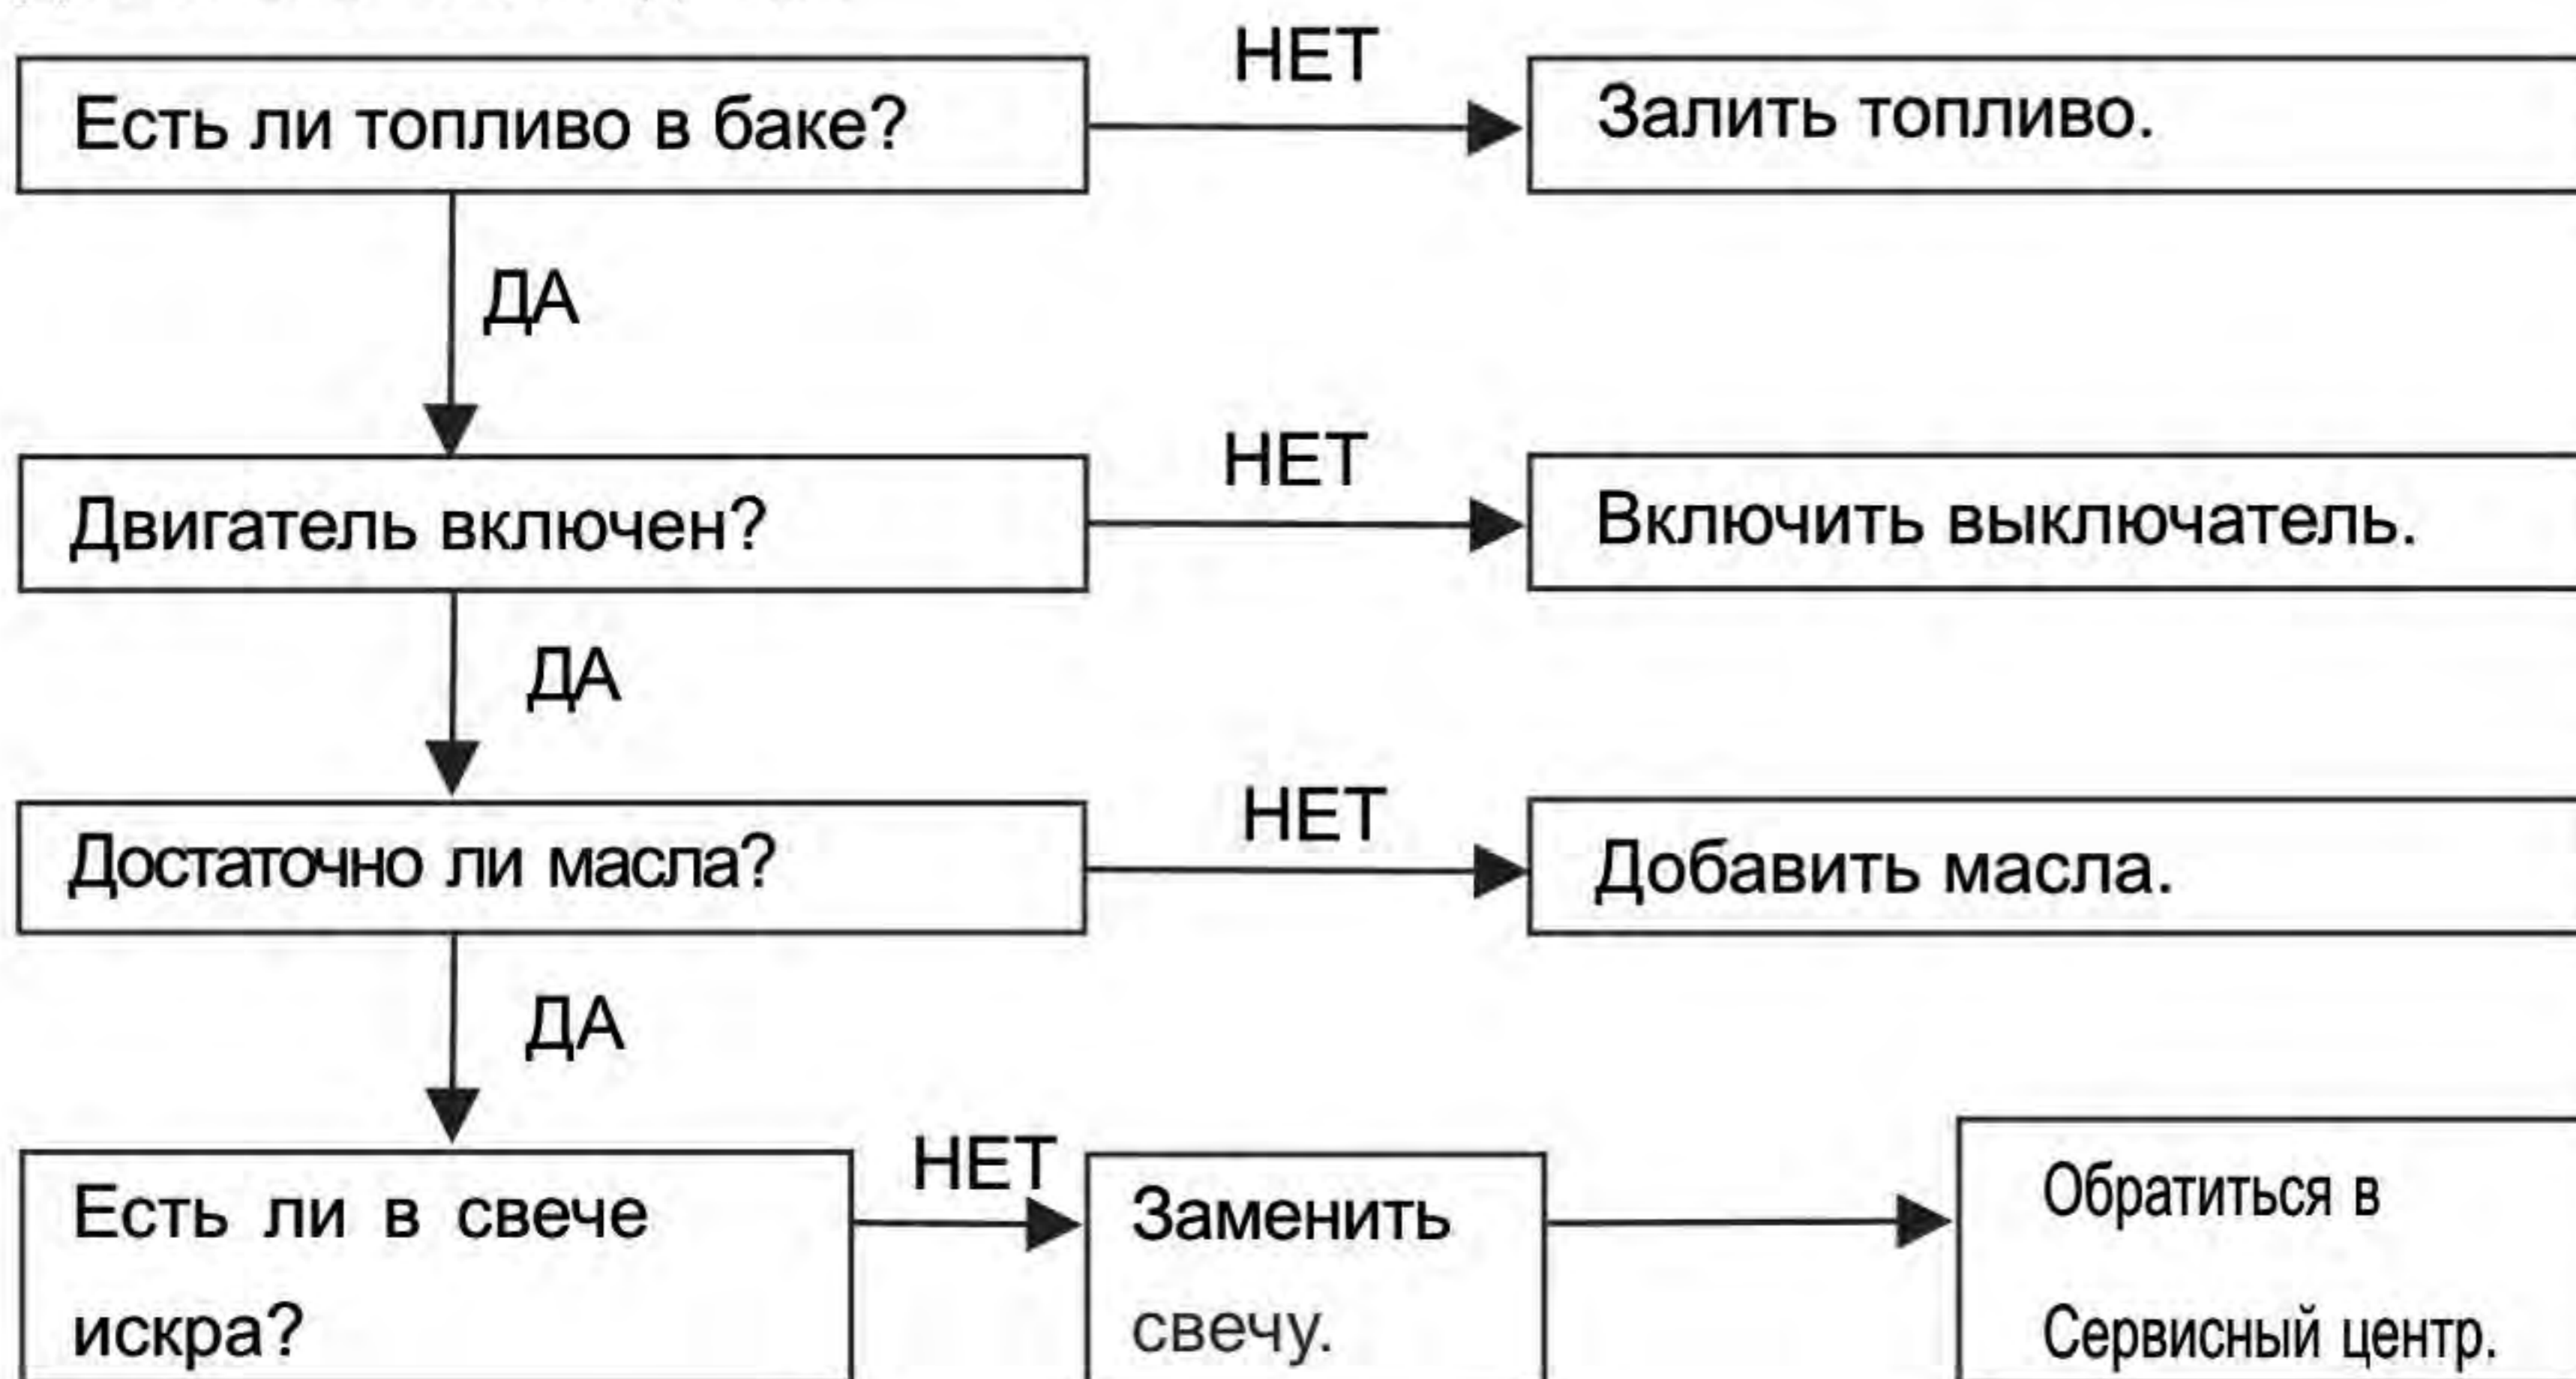 НЕТ
Есть ли топливо в баке?
Залить топливо.
ДА
НЕТ
Двигатель включен?
Включить выключатель.
ДА
НЕТ
Достаточно ли масла?
Добавить масла.
ДА
НЕТ
Есть ли в свече
искра?
Заменить
свечу.
Обратиться в
Сервисный центр.